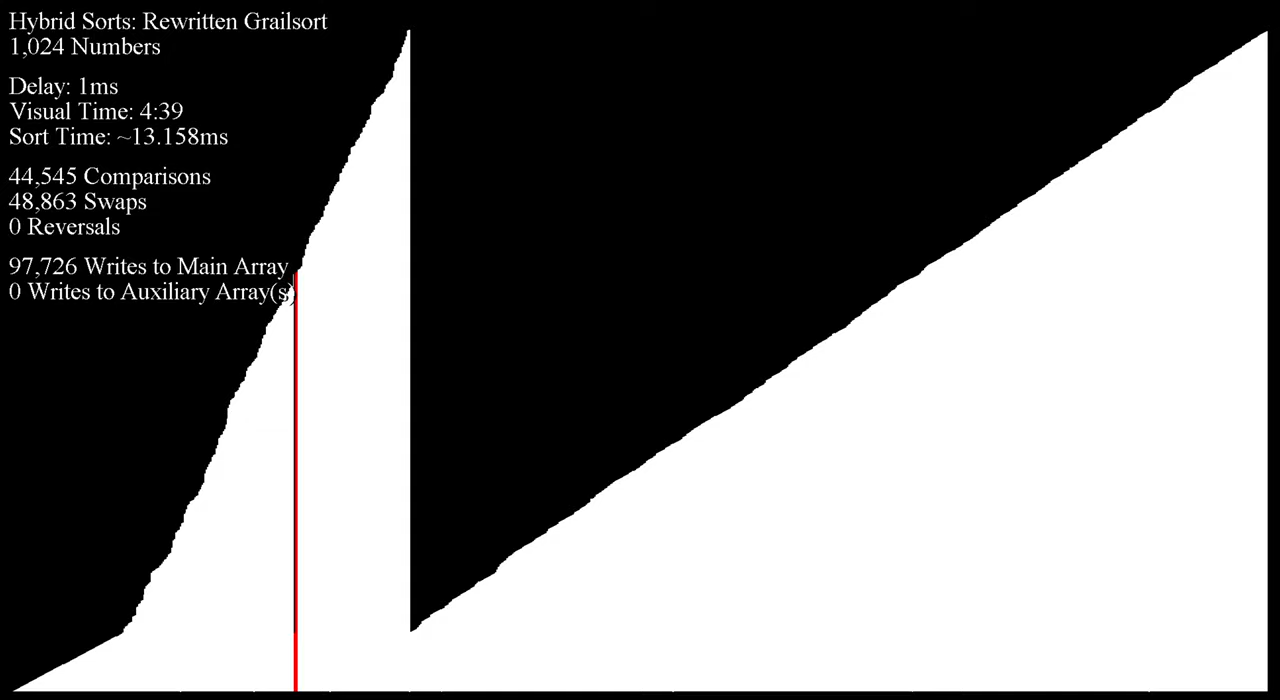 Hybrid Sorts: Rewritten Grailsort
1,024 Numbers
Delay: 1ms
Visual Time: 4:39
Sort Time: ~13.158ms
44,545 Comparisons
48,863 Swaps
0 Reversals
97,726 Writes to Main Array
0 Writes to Auxiliary Array(s)